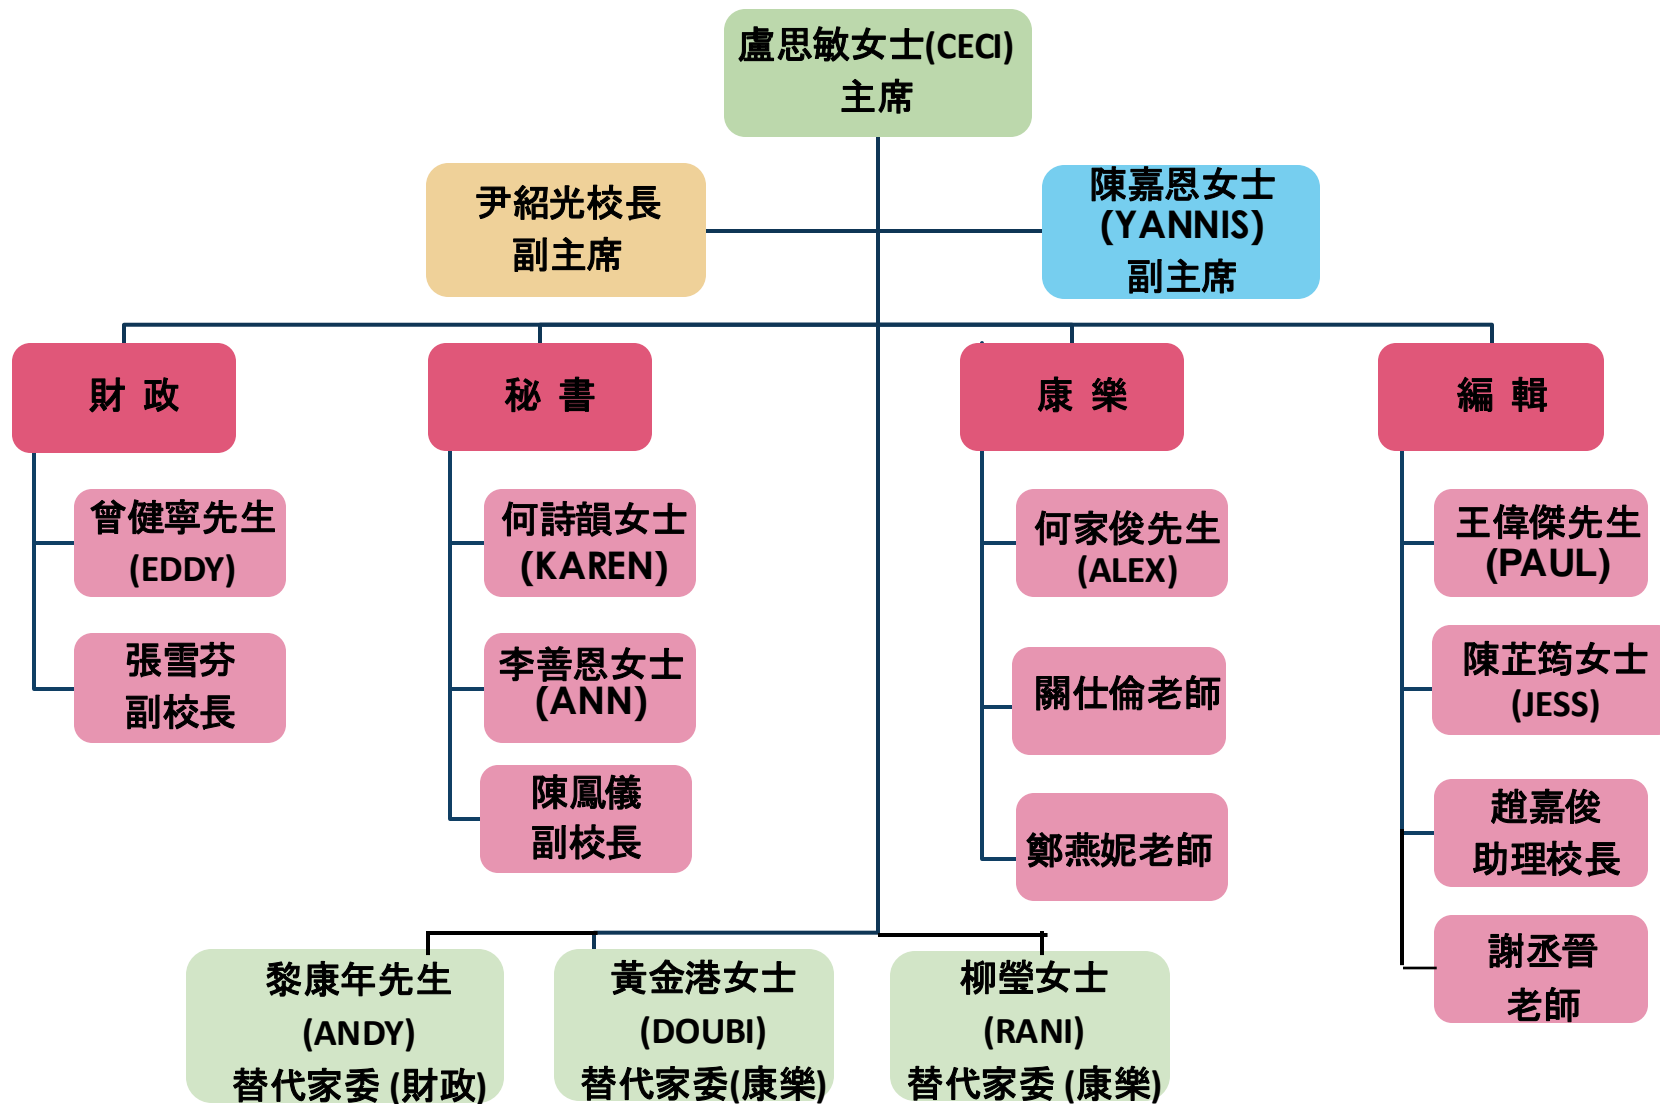 盧思敏女士(CECI)
主席
尹紹光校長
副主席
陳嘉恩女士
(YANNIS)
副主席
財 政
秘 書
康 樂
編 輯
曾健寧先生
(EDDY)
張雪芬
副校長
何詩韻女士
(KAREN)
李善恩女士
(ANN)
陳鳳儀
副校長
何家俊先生
(ALEX)
關仕倫老師
鄭燕妮老師
王偉傑先生
(PAUL)
陳芷筠女士
(JESS)
趙嘉俊
助理校長
謝丞晉
老師
黎康年先生
(ANDY)
替代家委 (財政)
黃金港女士
(DOUBI)
替代家委(康樂)
柳瑩女士
(RANI)
替代家委 (康樂)